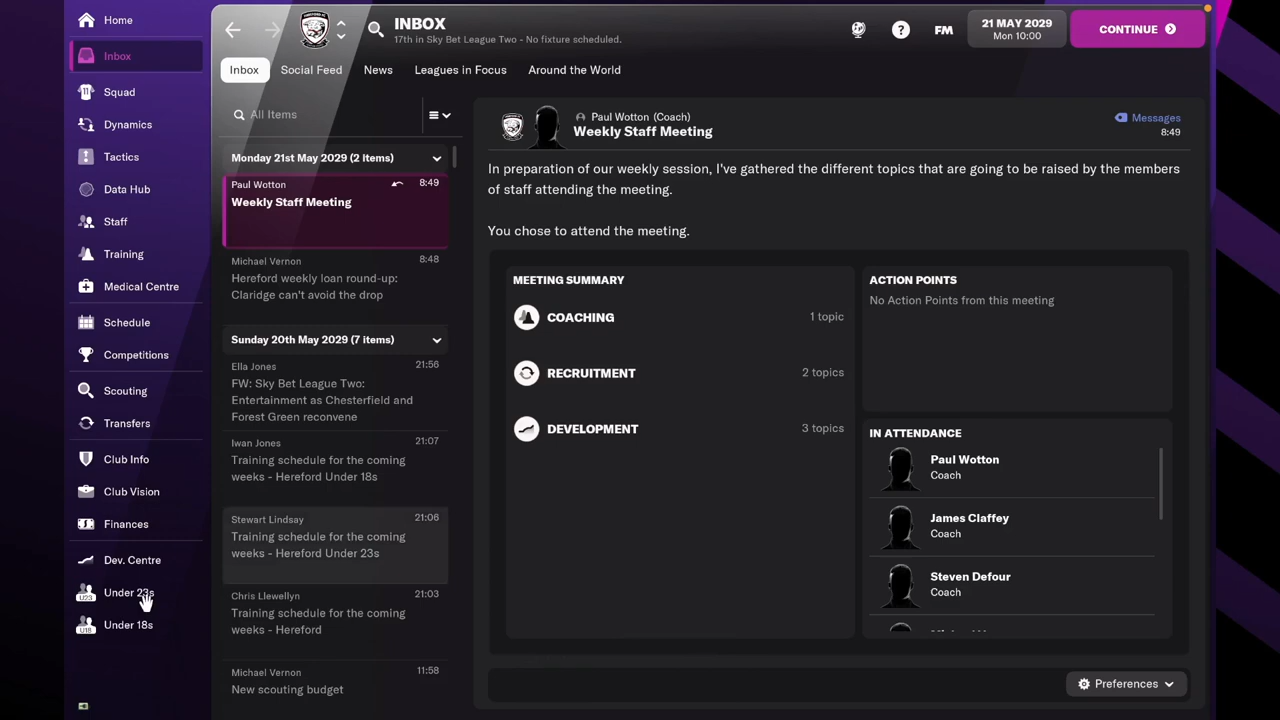 Home
Inbox
Squad
Dynamics
Tactics
Data Hub
Staff
Training
Medical Centre
Schedule
Competitions
Scouting
Transfers
Club Info
Club Vision
Finances
Dev. Centre
U23
Under 23s
U18
Under 18s
INBOX
17th in Sky Bet League Two - No fixture scheduled.
?
FM
21 MAY 2029
Mon 10:00
CONTINUE
Inbox
Social Feed
News
Leagues in Focus
Around the World
All Items
Monday 21st May 2029 (2 items)
Paul Wotton
8:49
Weekly Staff Meeting
Michael Vernon
8:48
Hereford weekly loan round-up:
Claridge can't avoid the drop
Sunday 20th May 2029 (7 items)
Ella Jones
21:56
FW: Sky Bet League Two:
Entertainment as Chesterfield and
Forest Green reconvene
Iwan Jones
21:07
Training schedule for the coming
weeks - Hereford Under 18s
Stewart Lindsay
21:06
Training schedule for the coming
weeks - Hereford Under 23s
Chris Llewellyn
21:03
Training schedule for the coming
weeks - Hereford
Michael Vernon
11:58
New scouting budget
Paul Wotton (Coach)
Weekly Staff Meeting
Messages
8:49
In preparation of our weekly session, I've gathered the different topics that are going to be raised by the members
of staff attending the meeting.
You chose to attend the meeting.
MEETING SUMMARY
COACHING
1 topic
RECRUITMENT
2 topics
DEVELOPMENT
3 topics
ACTION POINTS
No Action Points from this meeting
IN ATTENDANCE
Paul Wotton
Coach
James Claffey
Coach
Steven Defour
Coach
Preferences